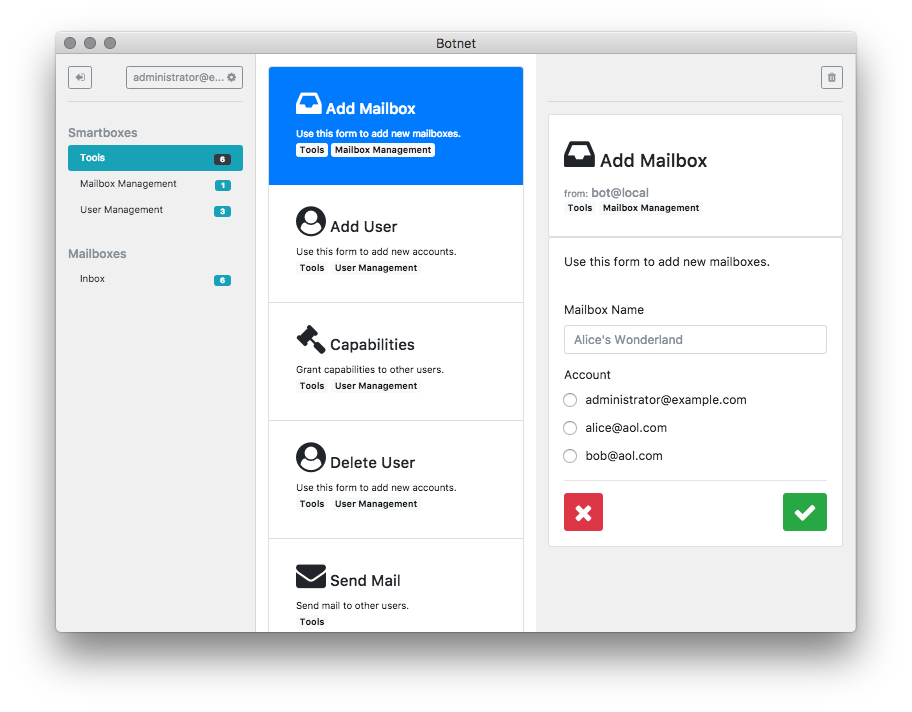 Botnet
administrator@e...
Smartboxes
Tools 6
Mailbox Management 1
User Management 3
Mailboxes
Inbox 6
Add Mailbox
Use this form to add new mailboxes.
Tools Mailbox Management
Add User
Use this form to add new accounts.
Tools User Management
Capabilities
Grant capabilities to other users.
Tools User Management
Delete User
Use this form to add new accounts.
Tools User Management
Send Mail
Send mail to other users.
Tools
Add Mailbox
from: bot@local
Tools Mailbox Management
Use this form to add new mailboxes.
Mailbox Name
Alice's Wonderland
Account
administrator@example.com
alice@aol.com
bob@aol.com